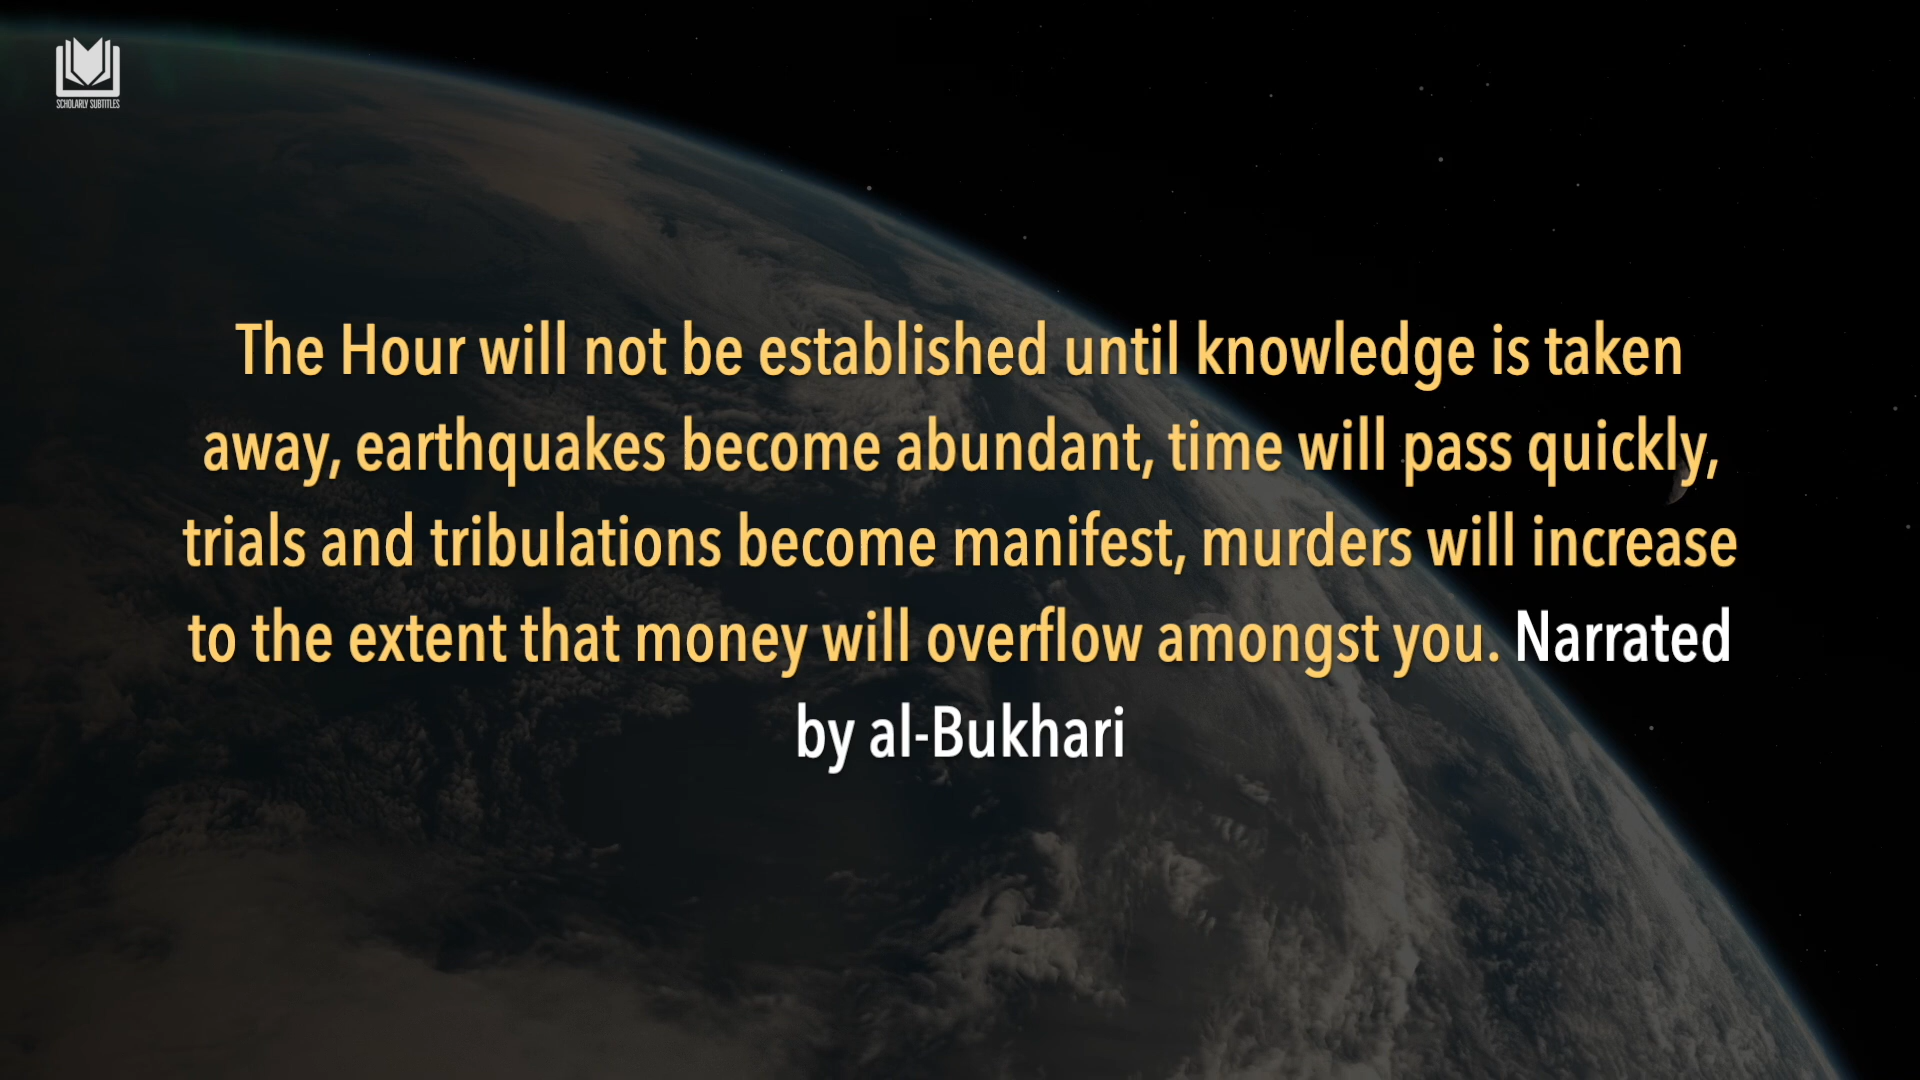 SCHOLARLY SUBTITLES
The Hour will not be established until knowledge is taken
away, earthquakes become abundant, time will pass quickly,
trials and tribulations become manifest, murders will increase
to the extent that money will overflow amongst you. Narrated
by al-Bukhari